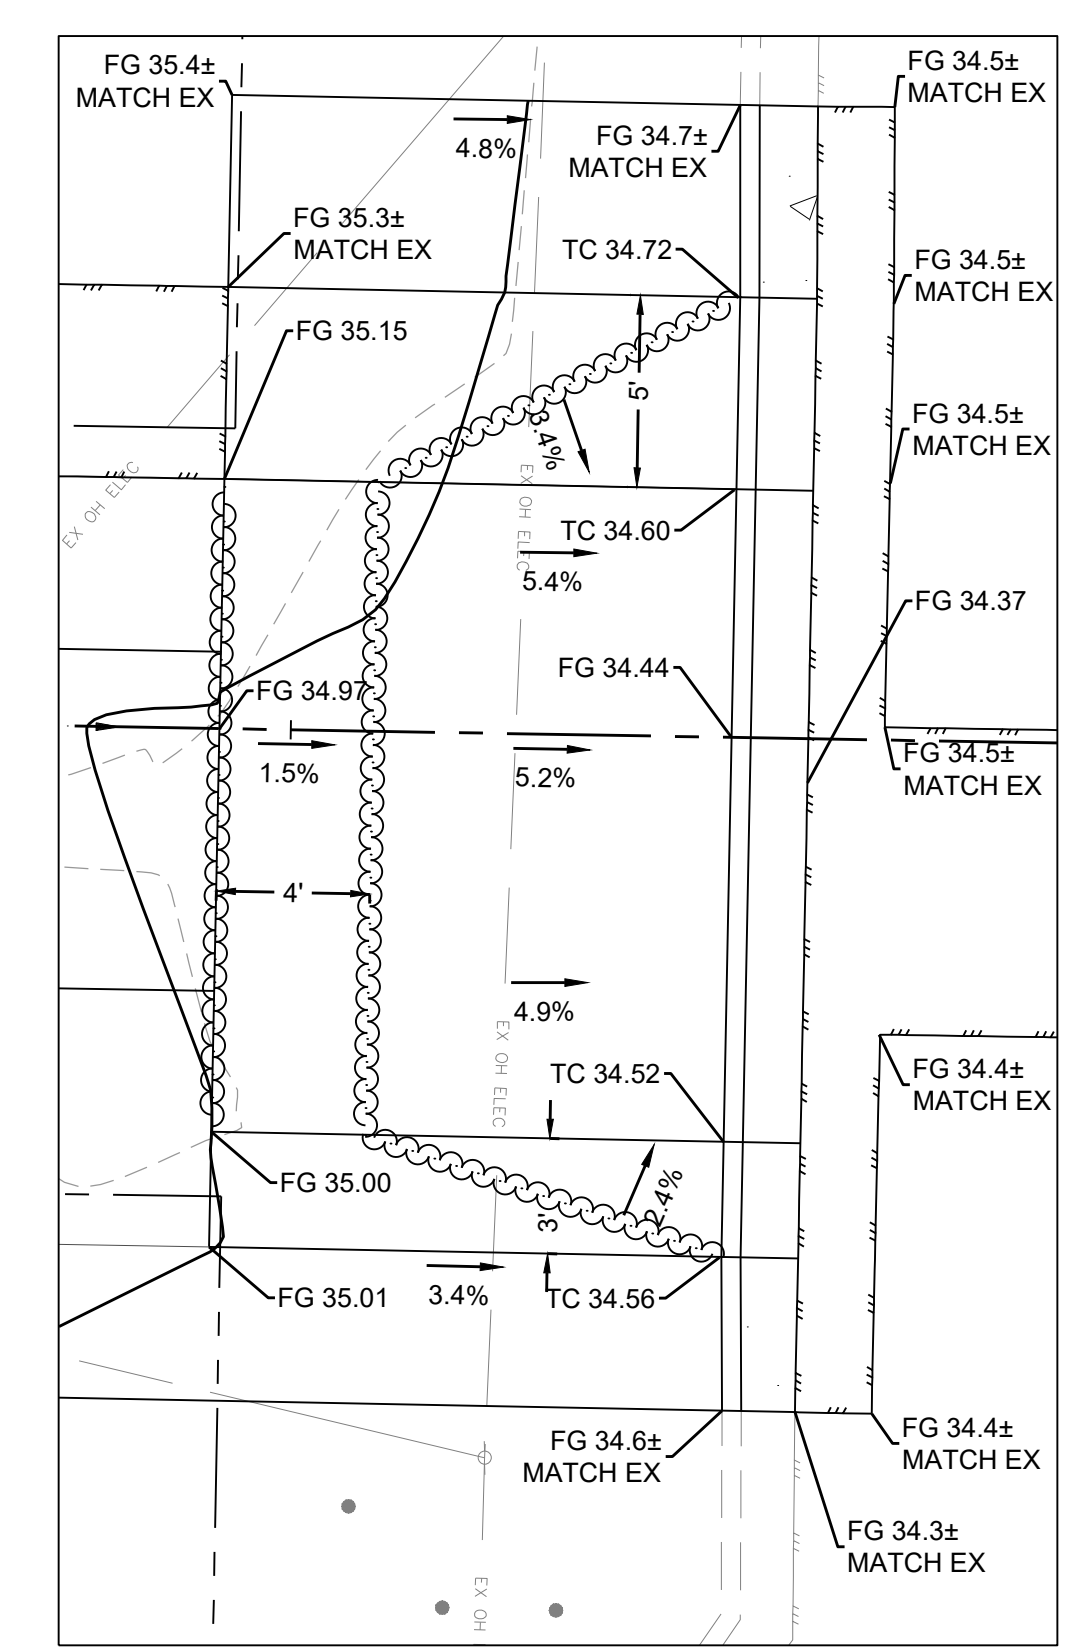 FG 35.4±
MATCH EX
FG 34.5±
MATCH EX
4.8%
FG 34.7±
MATCH EX
FG 35.3±
MATCH EX
TC 34.72
FG 34.5±
MATCH EX
FG 35.15
5'
3.4%
FG 34.5±
MATCH EX
EX OH ELEC
EX OH ELEC
TC 34.60
5.4%
FG 34.37
FG 34.44
FG 34.97
1.5%
5.2%
FG 34.5±
MATCH EX
4'
4.9%
EX OH ELEC
TC 34.52
FG 34.4±
MATCH EX
FG 35.00
2.4%
3'
FG 35.01
3.4%
TC 34.56
FG 34.6±
MATCH EX
FG 34.4±
MATCH EX
FG 34.3±
MATCH EX
EX OH